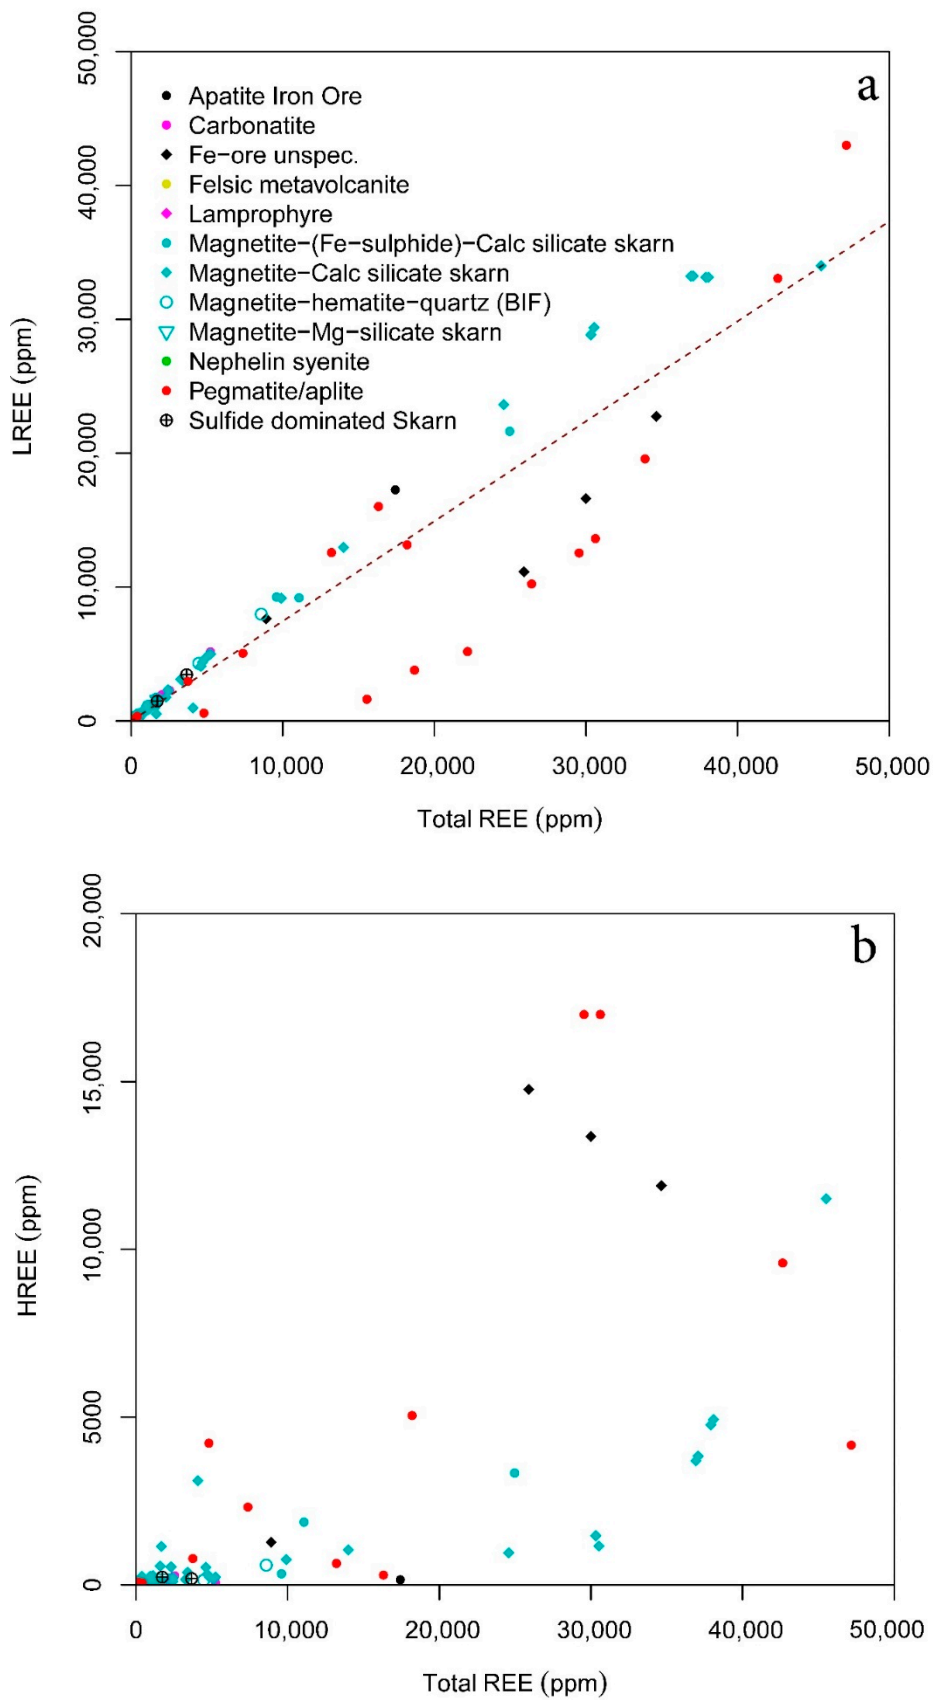 a
50,000
40,000
30,000
20,000
10,000
0
LREE (ppm)
Apatite Iron Ore
Carbonatite
Fe-ore unspec.
Felsic metavolcanite
Lamprophyre
Magnetite-(Fe-sulphide)-Calc silicate skarn
Magnetite-Calc silicate skarn
Magnetite-hematite-quartz (BIF)
Magnetite-Mg-silicate skarn
Nephelin syenite
Pegmatite/aplite
Sulfide dominated Skarn
0 10,000 20,000 30,000 40,000 50,000
Total REE (ppm)
b
20,000
15,000
10,000
5000
0
HREE (ppm)
0 10,000 20,000 30,000 40,000 50,000
Total REE (ppm)